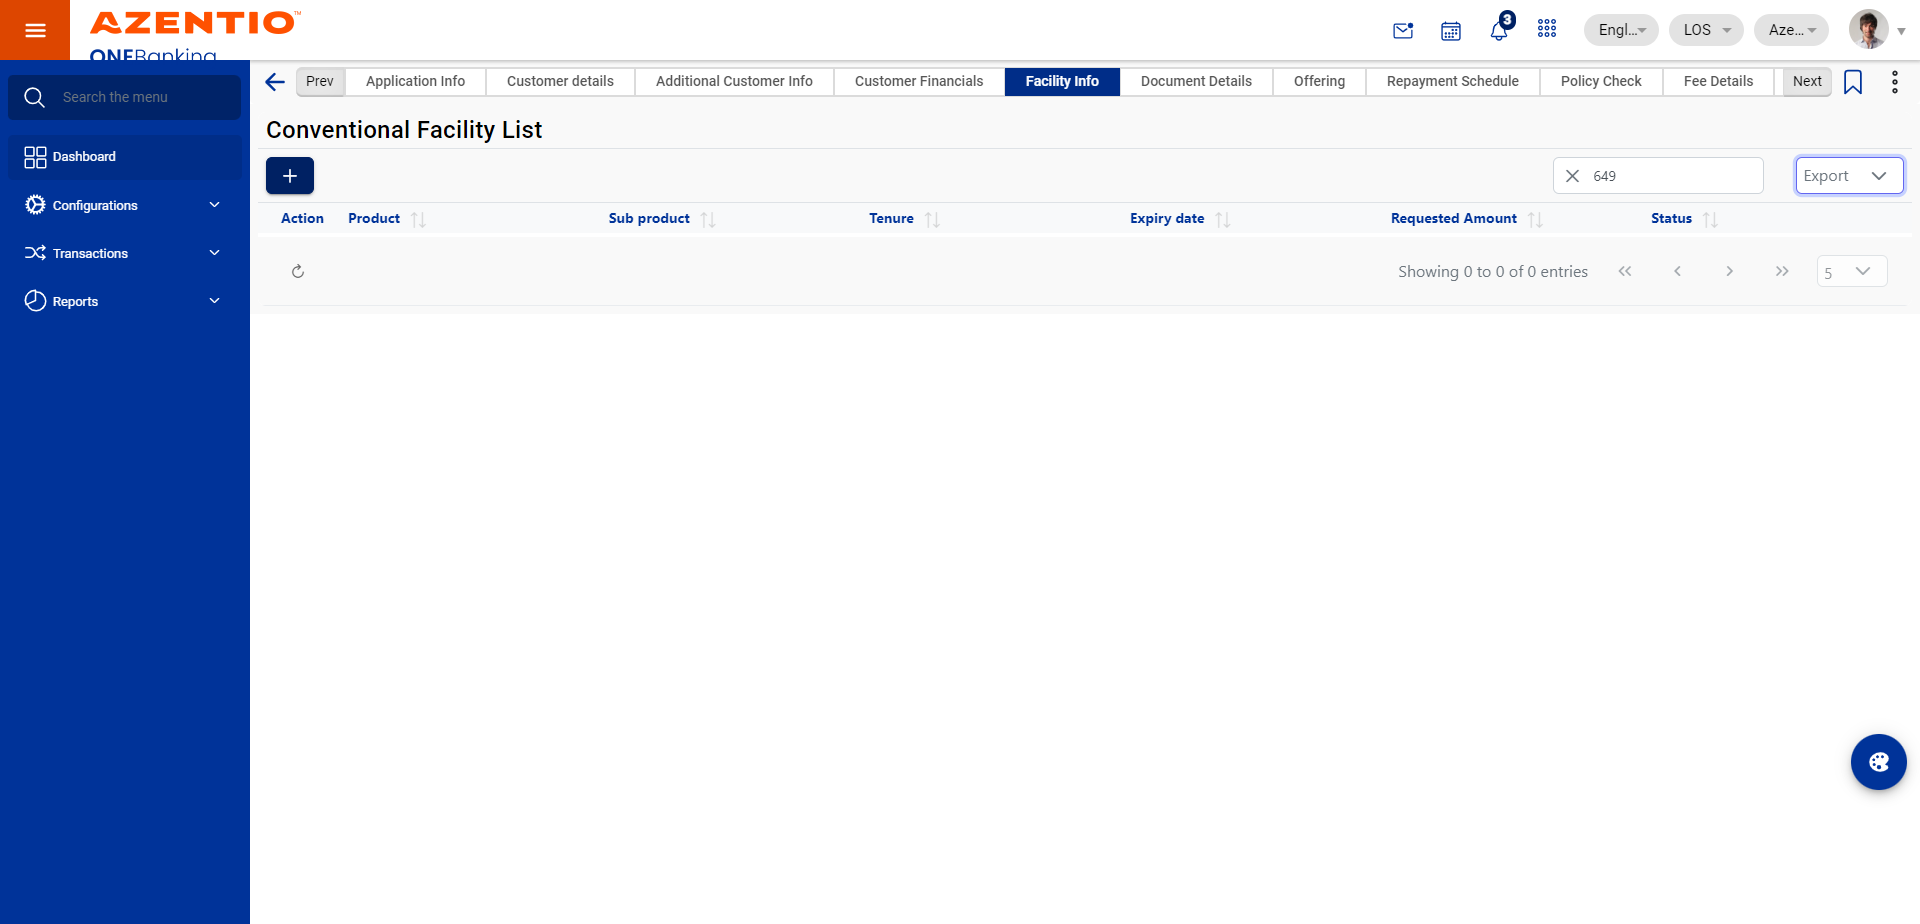 AZENTIO™
ONEBanking
3
Engl...
LOS
Aze...
Search the menu
Dashboard
Configurations
Transactions
Reports
Prev
Application Info
Customer details
Additional Customer Info
Customer Financials
Facility Info
Document Details
Offering
Repayment Schedule
Policy Check
Fee Details
Next
Conventional Facility List
649
Export
Action
Product
Sub product
Tenure
Expiry date
Requested Amount
Status
Showing 0 to 0 of 0 entries
5